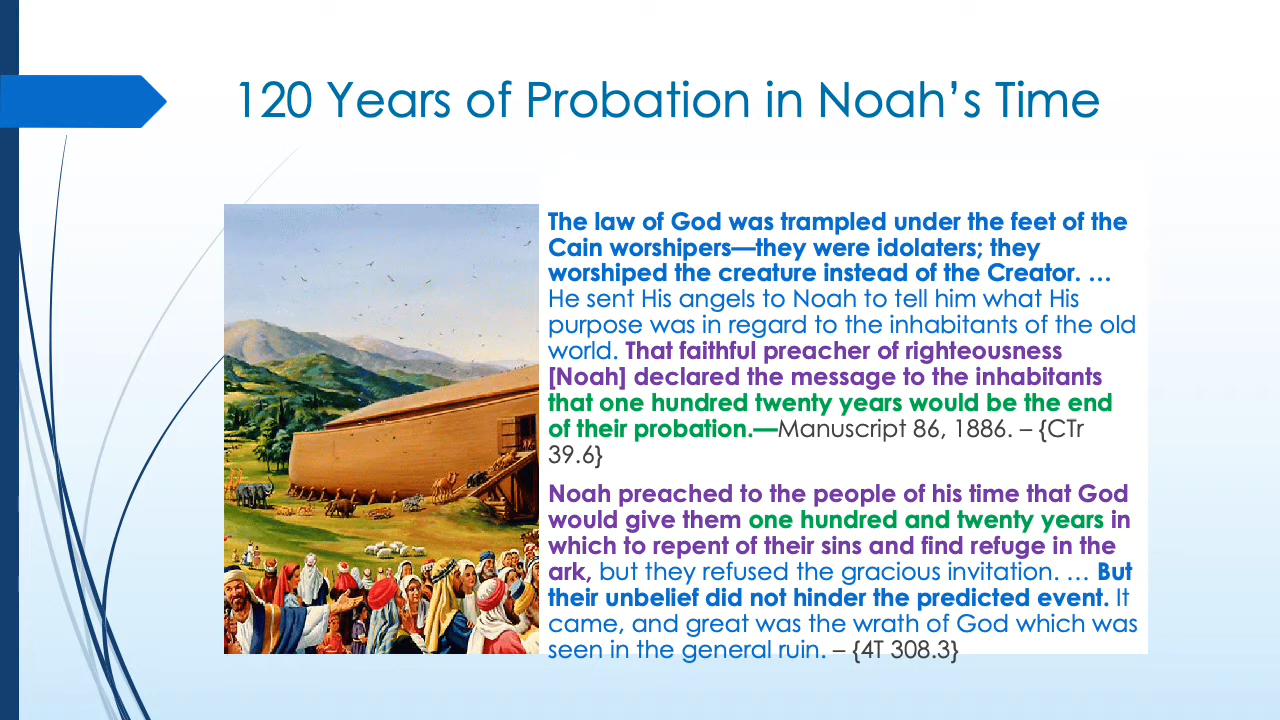 120 Years of Probation in Noah’s Time
The law of God was trampled under the feet of the
Cain worshipers—they were idolaters; they
worshiped the creature instead of the Creator. …
He sent His angels to Noah to tell him what His
purpose was in regard to the inhabitants of the old
world. That faithful preacher of righteousness
[Noah] declared the message to the inhabitants
that one hundred twenty years would be the end
of their probation.—Manuscript 86, 1886. – {CTr
39.6}
Noah preached to the people of his time that God
would give them one hundred and twenty years in
which to repent of their sins and find refuge in the
ark, but they refused the gracious invitation. … But
their unbelief did not hinder the predicted event. It
came, and great was the wrath of God which was
seen in the general ruin. – {4T 308.3}